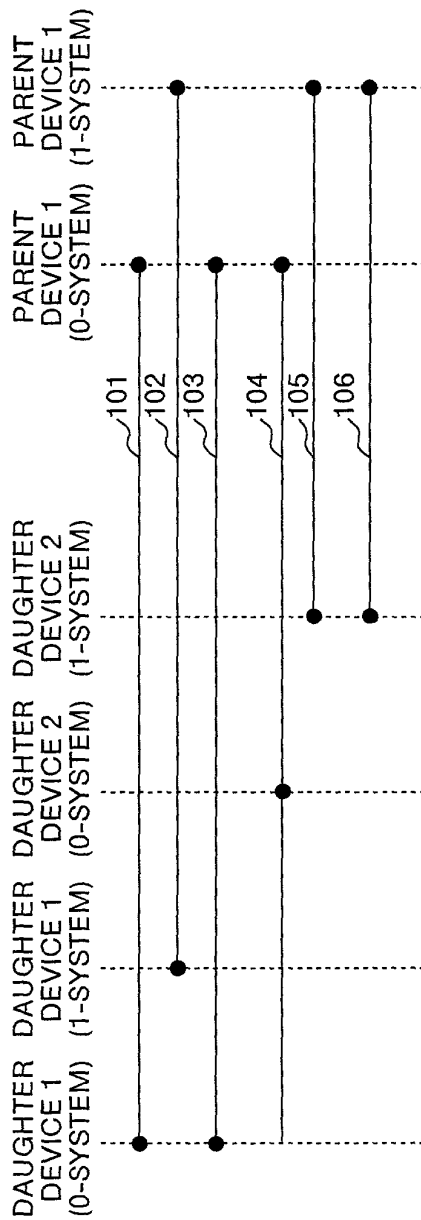 DAUGHTER
DEVICE 1
(0-SYSTEM)
DAUGHTER
DEVICE 1
(1-SYSTEM)
DAUGHTER
DEVICE 2
(0-SYSTEM)
DAUGHTER
DEVICE 2
(1-SYSTEM)
PARENT
DEVICE 1
(0-SYSTEM)
PARENT
DEVICE 1
(1-SYSTEM)
101
102
103
104
105
106